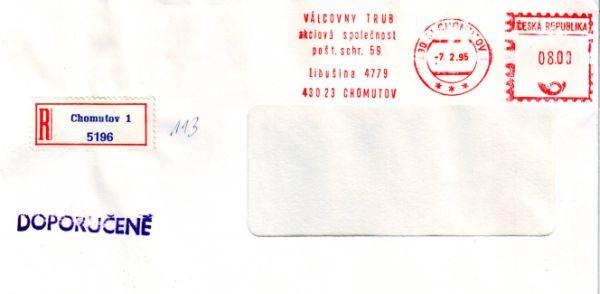 VÁLCOVNY TRUB
akciová společnost
pošt. schr. 59
Libušina 4779
430 23 CHOMUTOV
CHOMUTOV
-7. 2. 95
* * *
ČESKÁ REPUBLIKA
08.00
R
Chomutov 1
5196
113
DOPORUČENĚ